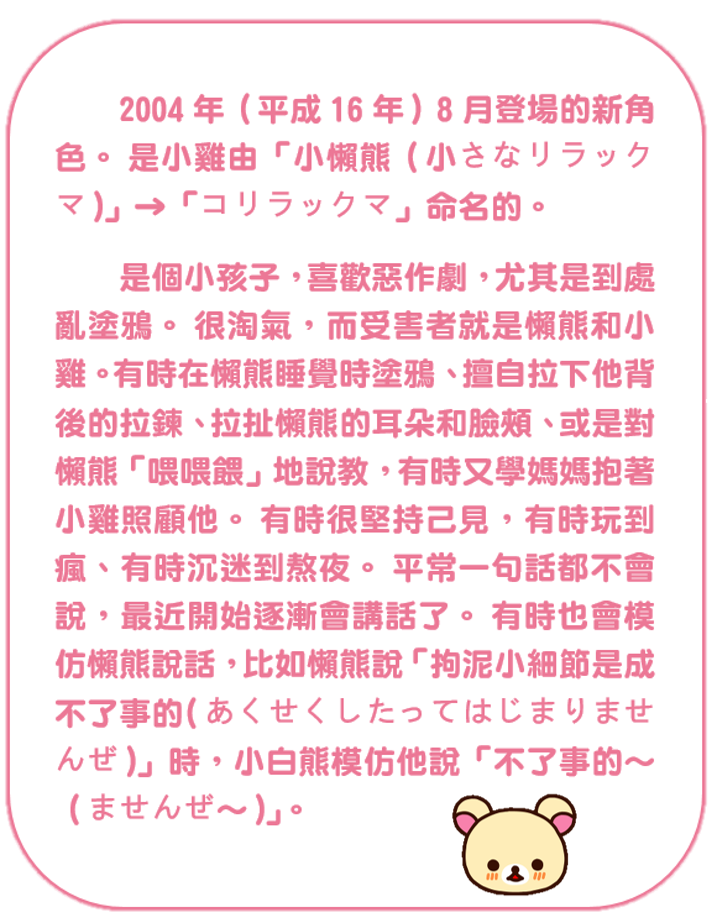 2004 年（平成 16 年）8 月登場的新角
色。 是小雞由「小懶熊（小さなリラック
マ)」→「コリラックマ」命名的。
是個小孩子，喜歡惡作劇，尤其是到處
亂塗鴉。 很淘氣，而受害者就是懶熊和小
雞。有時在懶熊睡覺時塗鴉、擅自拉下他背
後的拉鍊、拉扯懶熊的耳朵和臉頰、或是對
懶熊「喂喂餵」地說教，有時又學媽媽抱著
小雞照顧他。 有時很堅持己見，有時玩到
瘋、有時沉迷到熬夜。 平常一句話都不會
說，最近開始逐漸會講話了。 有時也會模
仿懶熊說話，比如懶熊說「拘泥小細節是成
不了事的(あくせくしたってはじまりませ
んぜ)」時，小白熊模仿他說「不了事的～
（ませんぜ～)」。